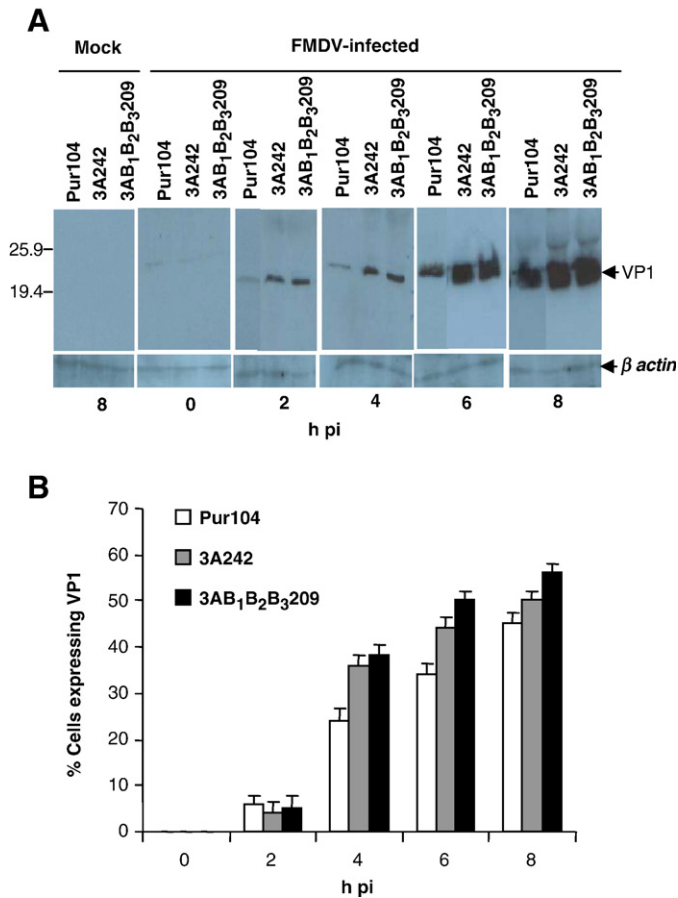 A
Mock FMDV-infected
Pur104 3A242 3AB₁B₂B₃209 Pur104 3A242 3AB₁B₂B₃209 Pur104 3A242 3AB₁B₂B₃209 Pur104 3A242 3AB₁B₂B₃209 Pur104 3A242 3AB₁B₂B₃209 Pur104 3A242 3AB₁B₂B₃209
25.9
19.4
VP1
β actin
8 0 2 4 6 8
h pi
B
% Cells expressing VP1
70
60
50
40
30
20
10
0
Pur104
3A242
3AB₁B₂B₃209
0 2 4 6 8
h pi